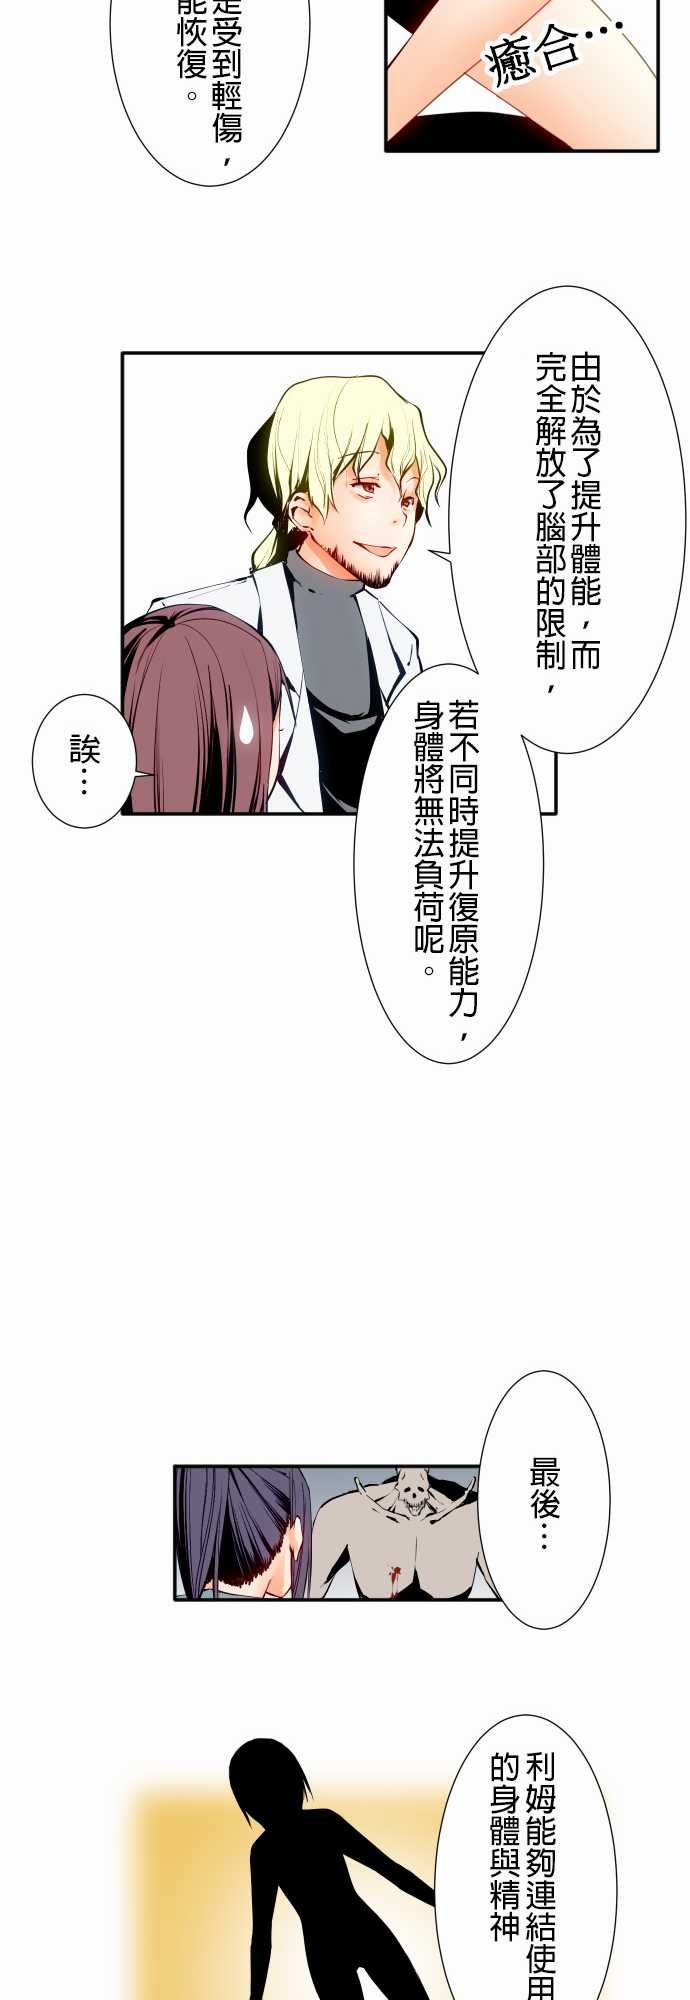 是受到輕傷，
能恢復。
癒合…
由於為了提升體能，而
完全解放了腦部的限制，
若不同時提升復原能力，
身體將無法負荷呢。
誒…
最後…
利姆能夠連結使用
的身體與精神